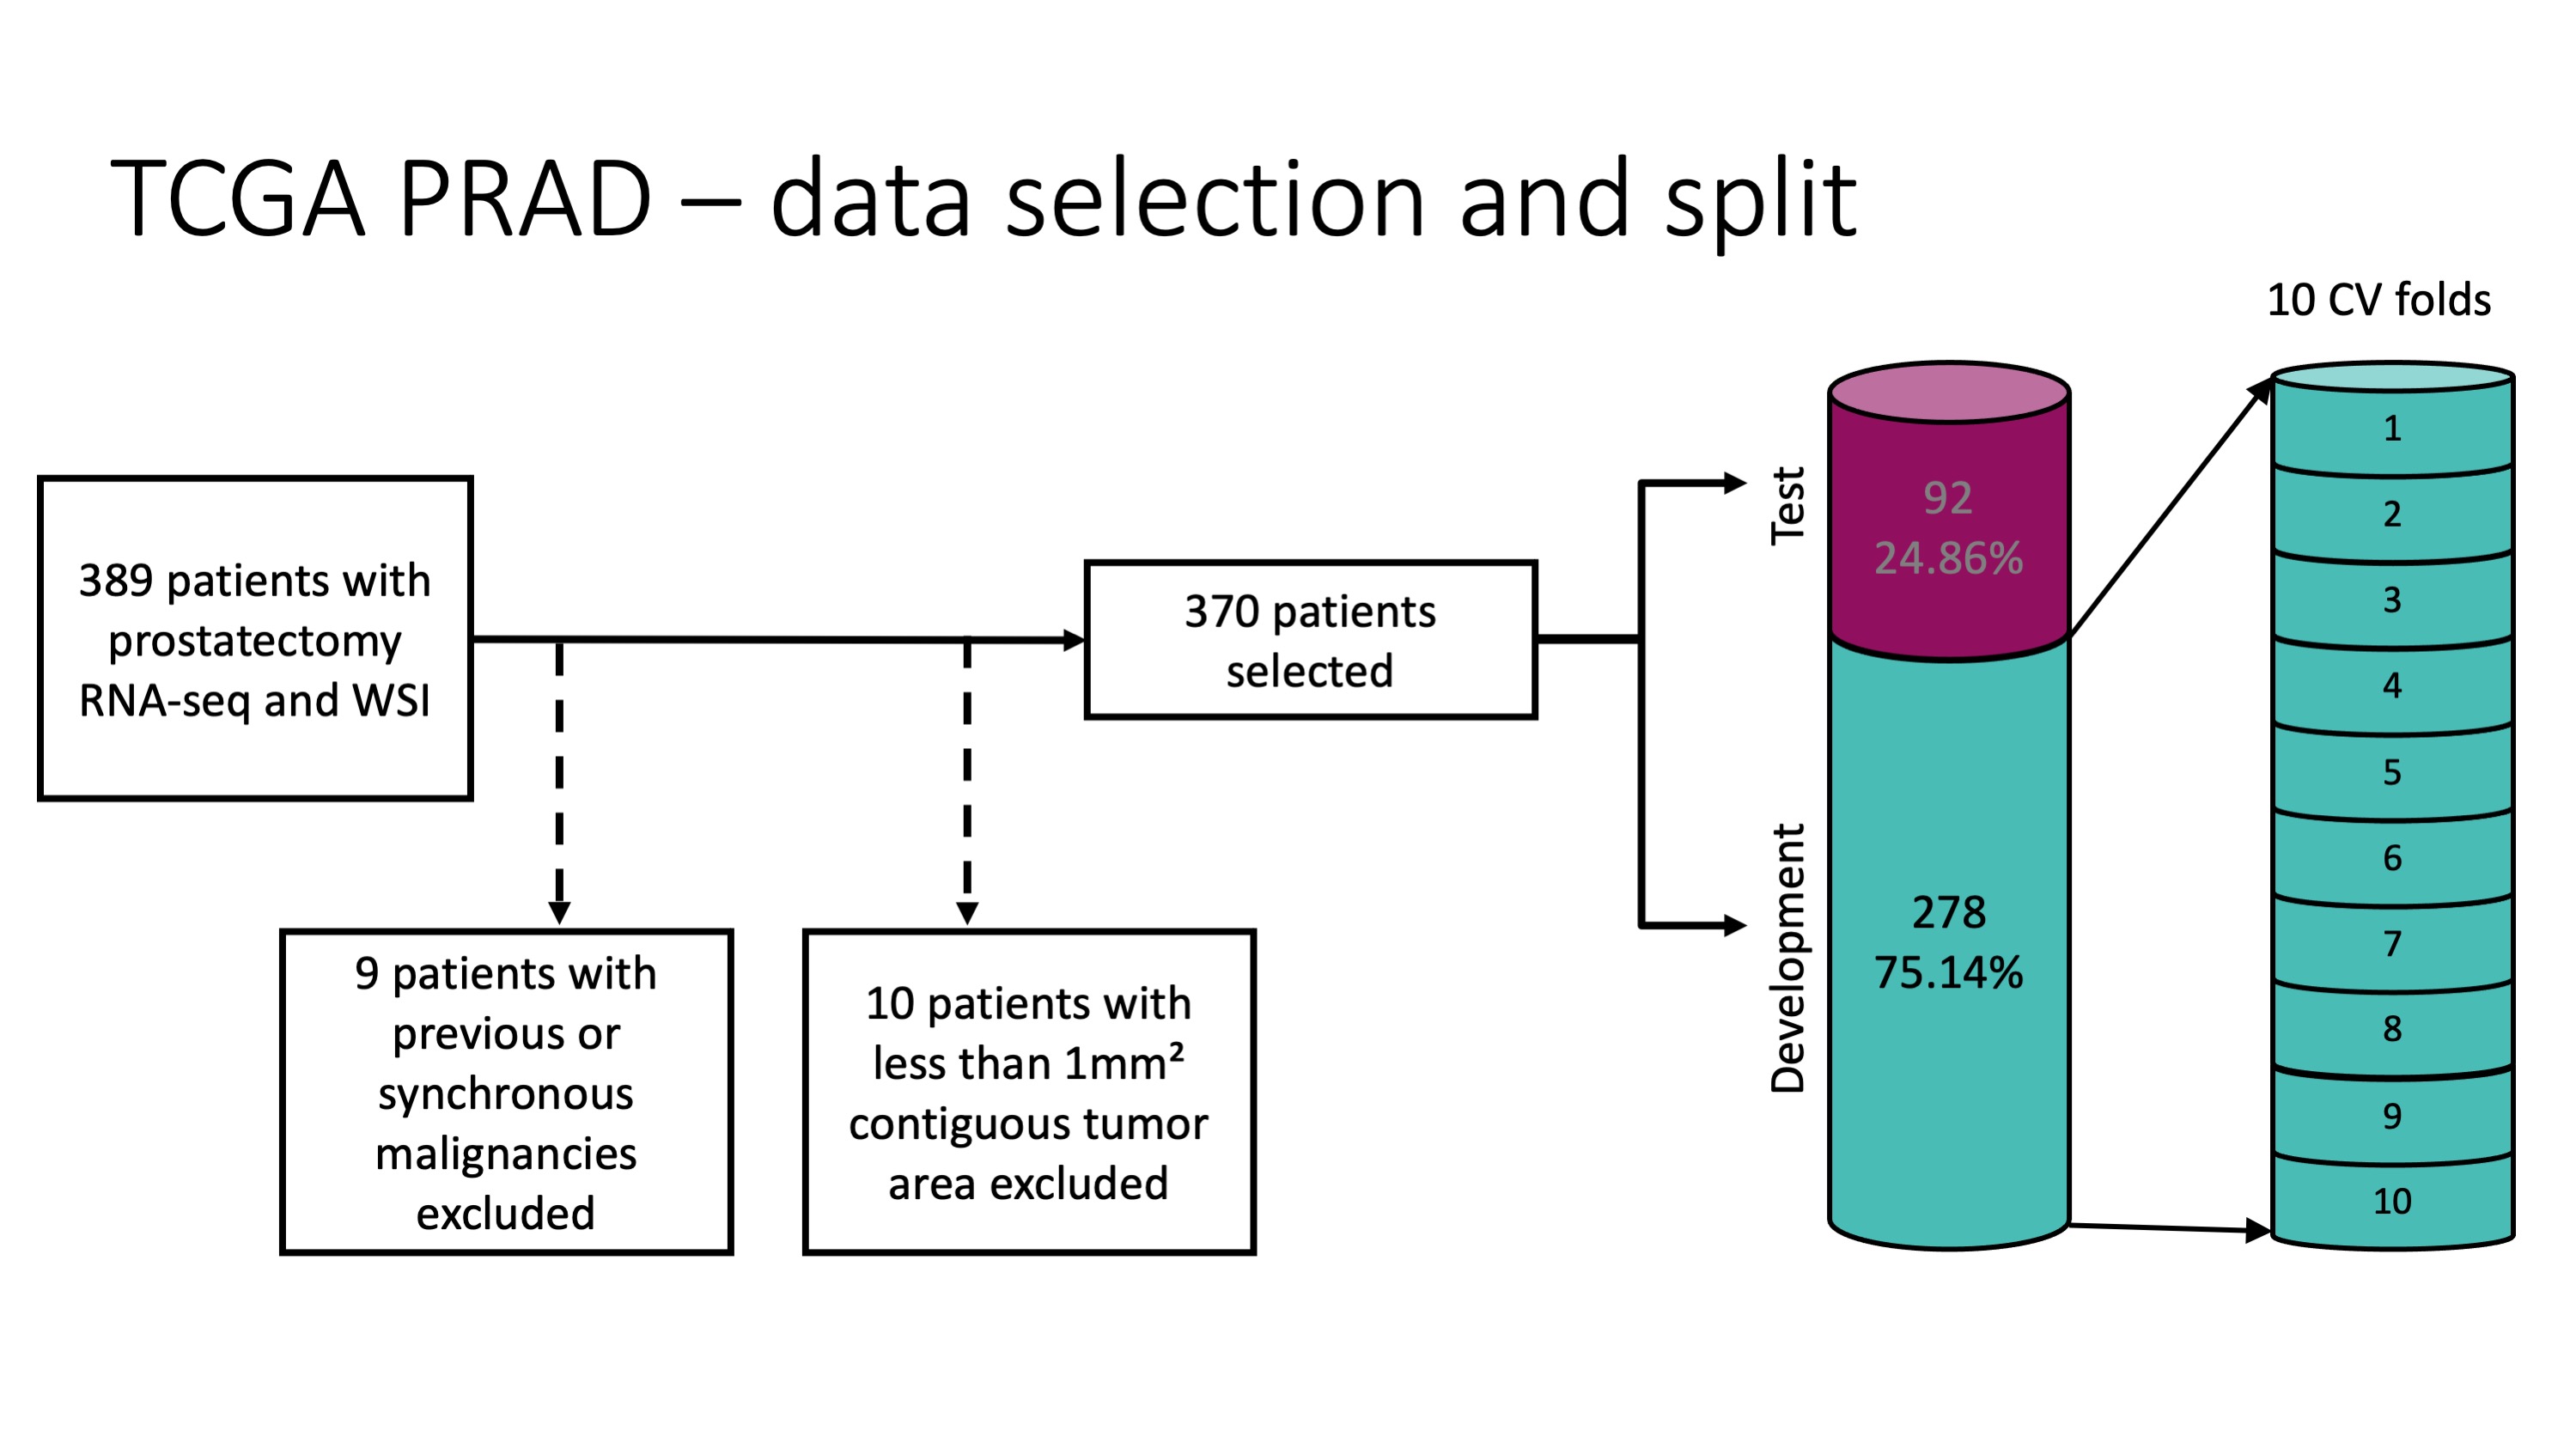 TCGA PRAD – data selection and split
10 CV folds
389 patients with
prostatectomy
RNA-seq and WSI
9 patients with
previous or
synchronous
malignancies
excluded
10 patients with
less than 1mm²
contiguous tumor
area excluded
370 patients
selected
Test
92
24.86%
Development
278
75.14%
1
2
3
4
5
6
7
8
9
10